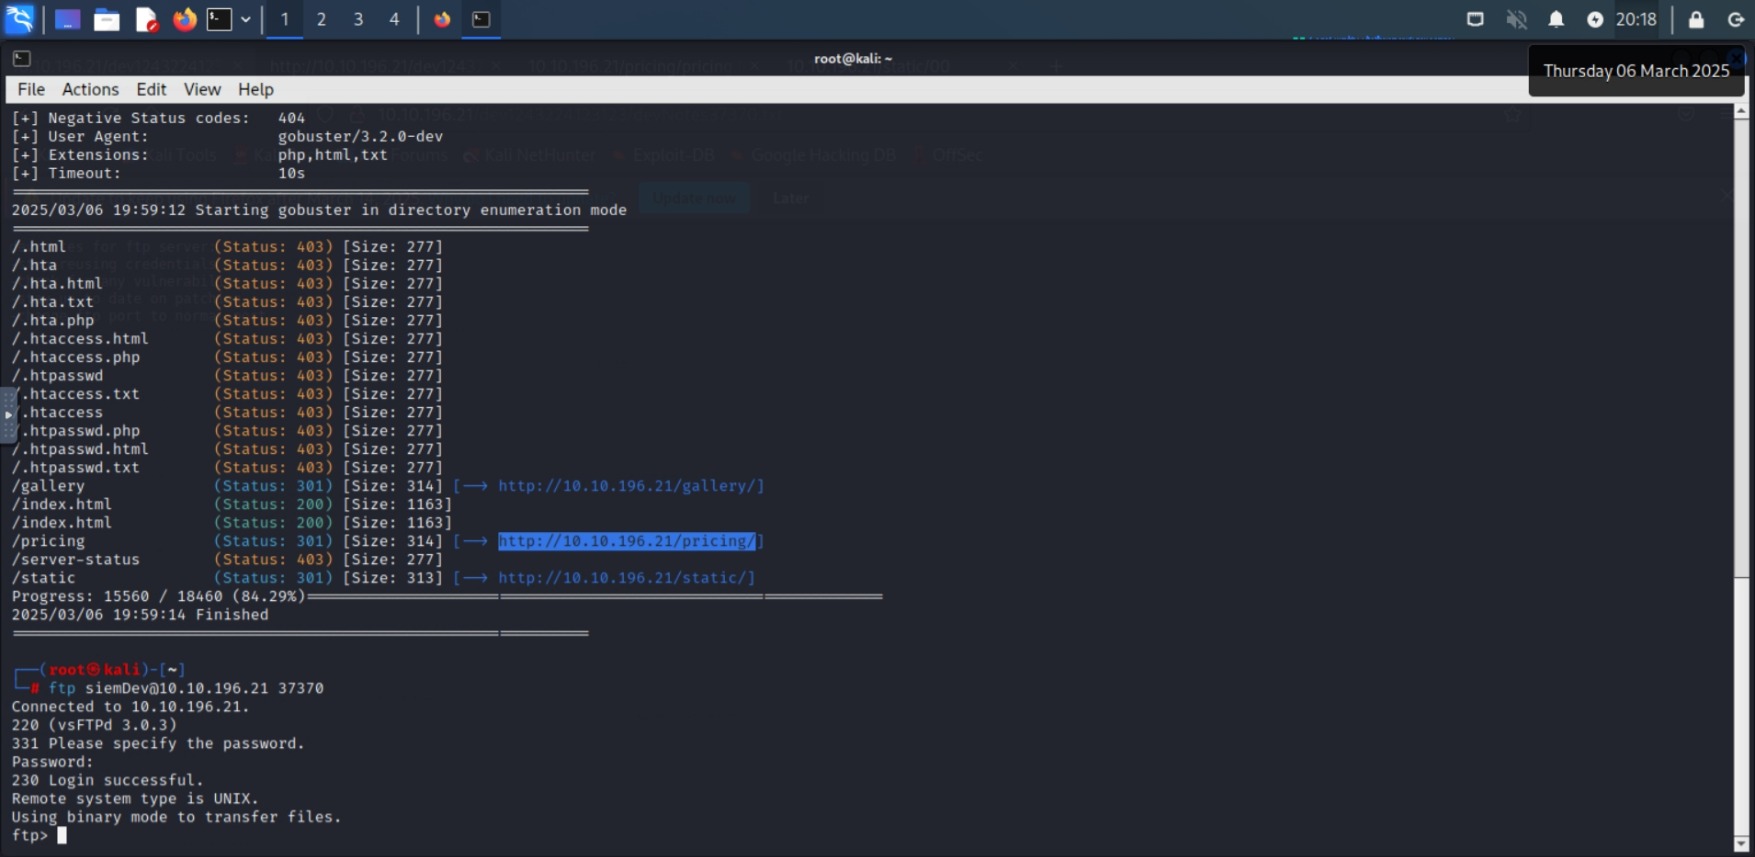 1 2 3 4 20:18
root@kali: ~
Thursday 06 March 2025
File Actions Edit View Help
[+] Negative Status codes: 404
[+] User Agent: gobuster/3.2.0-dev
[+] Extensions: php,html,txt
[+] Timeout: 10s
Update now Later
2025/03/06 19:59:12 Starting gobuster in directory enumeration mode
/.html (Status: 403) [Size: 277]
/.hta (Status: 403) [Size: 277]
/.hta.html (Status: 403) [Size: 277]
/.hta.txt (Status: 403) [Size: 277]
/.hta.php (Status: 403) [Size: 277]
/.htaccess.html (Status: 403) [Size: 277]
/.htaccess.php (Status: 403) [Size: 277]
/.htpasswd (Status: 403) [Size: 277]
/.htaccess.txt (Status: 403) [Size: 277]
/.htaccess (Status: 403) [Size: 277]
/.htpasswd.php (Status: 403) [Size: 277]
/.htpasswd.html (Status: 403) [Size: 277]
/.htpasswd.txt (Status: 403) [Size: 277]
/gallery (Status: 301) [Size: 314] [--> http://10.10.196.21/gallery/]
/index.html (Status: 200) [Size: 1163]
/index.html (Status: 200) [Size: 1163]
/pricing (Status: 301) [Size: 314] [--> http://10.10.196.21/pricing/]
/server-status (Status: 403) [Size: 277]
/static (Status: 301) [Size: 313] [--> http://10.10.196.21/static/]
Progress: 15560 / 18460 (84.29%)
2025/03/06 19:59:14 Finished
(root㉿kali)-[~]
# ftp siemDev@10.10.196.21 37370
Connected to 10.10.196.21.
220 (vsFTPd 3.0.3)
331 Please specify the password.
Password:
230 Login successful.
Remote system type is UNIX.
Using binary mode to transfer files.
ftp>